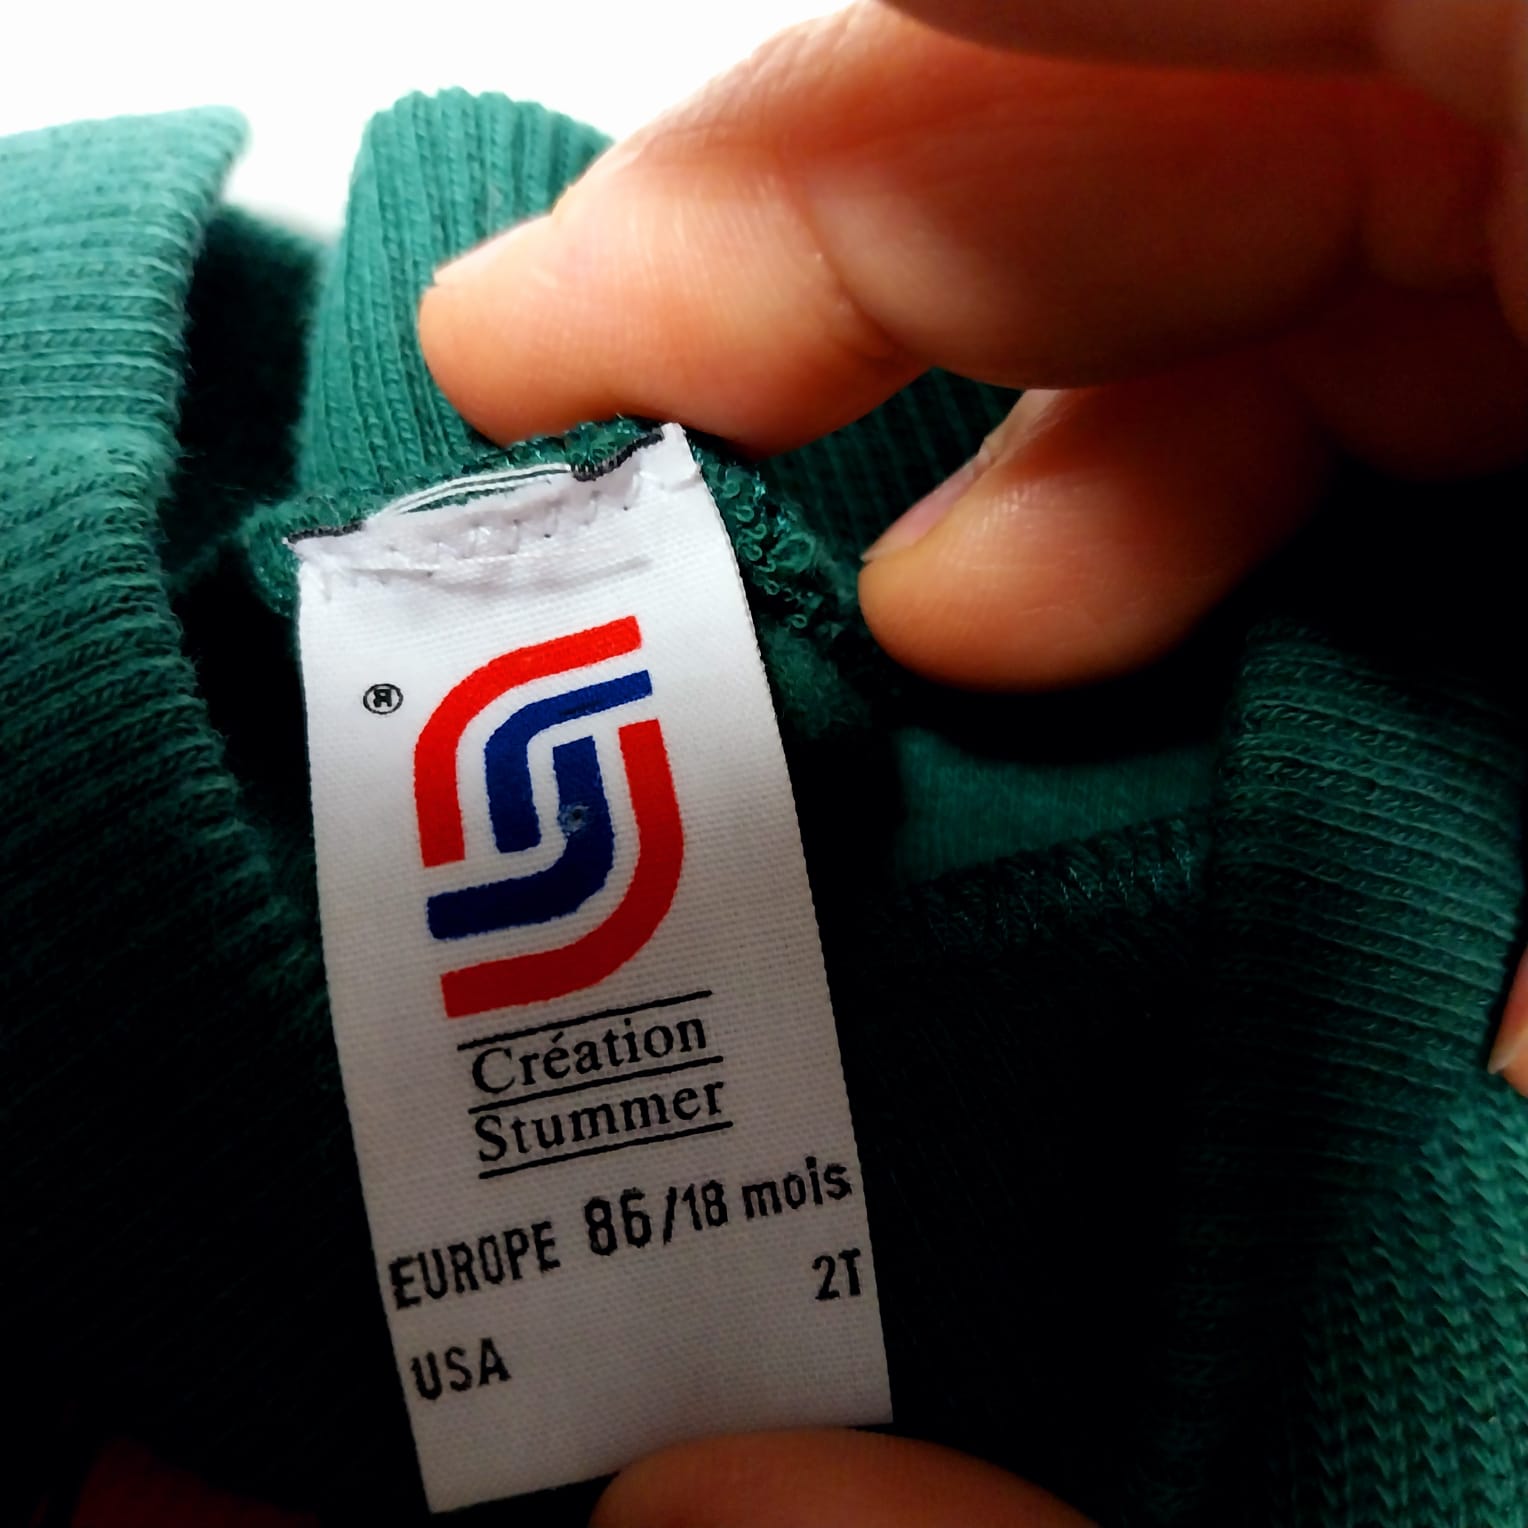 ®
Création
Stummer
EUROPE 86/18 mois
USA 2T